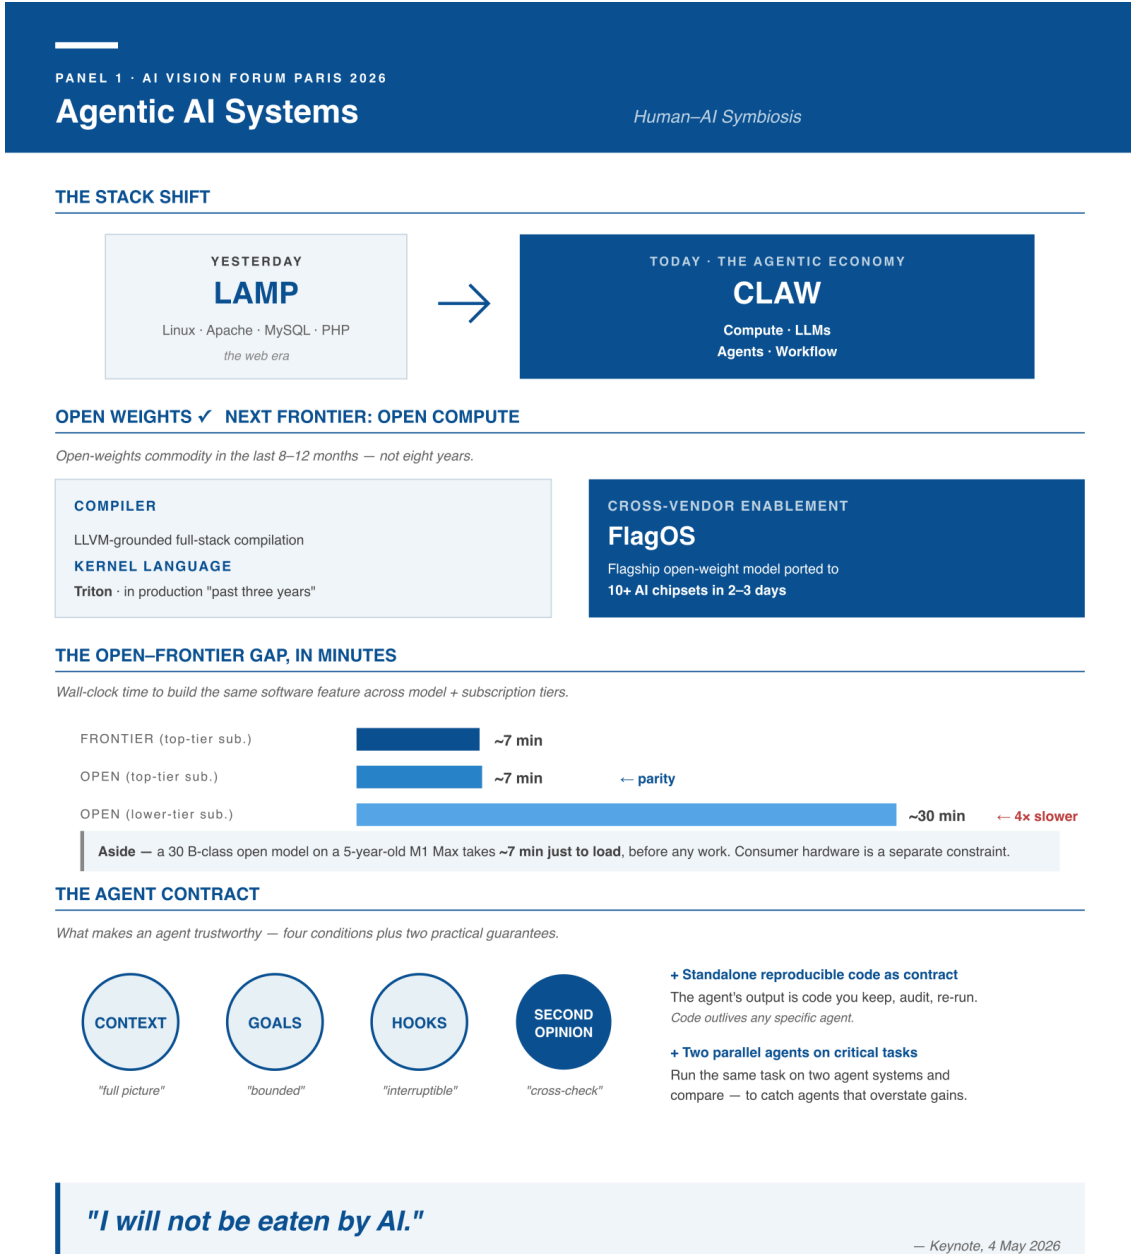 PANEL 1 · AI VISION FORUM PARIS 2026
Agentic AI Systems
Human–AI Symbiosis
THE STACK SHIFT
YESTERDAY
LAMP
Linux · Apache · MySQL · PHP
the web era
→
TODAY · THE AGENTIC ECONOMY
CLAW
Compute · LLMs
Agents · Workflow
OPEN WEIGHTS ✓ NEXT FRONTIER: OPEN COMPUTE
Open-weights commodity in the last 8–12 months — not eight years.
COMPILER
LLVM-grounded full-stack compilation
KERNEL LANGUAGE
Triton · in production "past three years"
CROSS-VENDOR ENABLEMENT
FlagOS
Flagship open-weight model ported to
10+ AI chipsets in 2–3 days
THE OPEN–FRONTIER GAP, IN MINUTES
Wall-clock time to build the same software feature across model + subscription tiers.
FRONTIER (top-tier sub.) ~7 min
OPEN (top-tier sub.) ~7 min ← parity
OPEN (lower-tier sub.) ~30 min ← 4× slower
Aside — a 30 B-class open model on a 5-year-old M1 Max takes ~7 min just to load, before any work. Consumer hardware is a separate constraint.
THE AGENT CONTRACT
What makes an agent trustworthy — four conditions plus two practical guarantees.
CONTEXT
"full picture"
GOALS
"bounded"
HOOKS
"interruptible"
SECOND
OPINION
"cross-check"
+ Standalone reproducible code as contract
The agent's output is code you keep, audit, re-run.
Code outlives any specific agent.
+ Two parallel agents on critical tasks
Run the same task on two agent systems and
compare — to catch agents that overstate gains.
"I will not be eaten by AI."
— Keynote, 4 May 2026